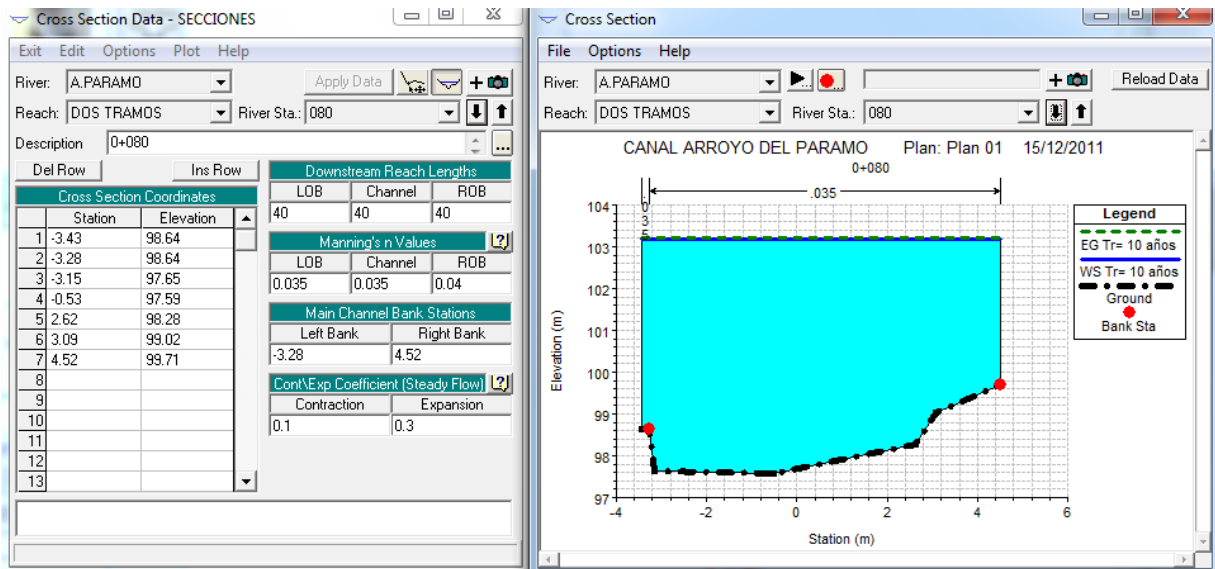 Cross Section Data - SECCIONES
Exit Edit Options Plot Help
River: A.PARAMO Apply Data
Reach: DOS TRAMOS River Sta.: 080
Description 0+080 ...
Del Row Ins Row
Cross Section Coordinates
Station Elevation
1 -3.43 98.64
2 -3.28 98.64
3 -3.15 97.65
4 -0.53 97.59
5 2.62 98.28
6 3.09 99.02
7 4.52 99.71
8
9
10
11
12
13
Downstream Reach Lengths
LOB Channel ROB
40 40 40
Manning's n Values
LOB Channel ROB
0.035 0.035 0.04
Main Channel Bank Stations
Left Bank Right Bank
-3.28 4.52
Cont\Exp Coefficient (Steady Flow)
Contraction Expansion
0.1 0.3
Cross Section
File Options Help
River: A.PARAMO Reload Data
Reach: DOS TRAMOS River Sta.: 080
CANAL ARROYO DEL PARAMO Plan: Plan 01 15/12/2011
0+080
.035
.035
104
103
102
101
100
99
98
97
Elevation (m)
-4 -2 0 2 4 6
Station (m)
Legend
EG Tr= 10 años
WS Tr= 10 años
Ground
Bank Sta